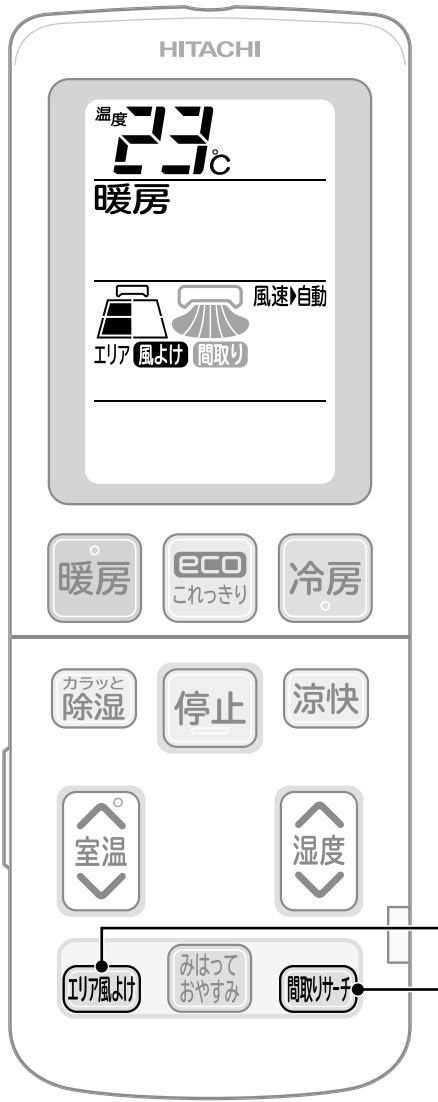 HITACHI
温度23℃
暖房
風速▶自動
エリア 風よけ 間取り
暖房
eco
これっきり
冷房
カラッと
除湿
停止
涼快
室温
湿度
エリア風よけ
みはって
おやすみ
間取りサーチ